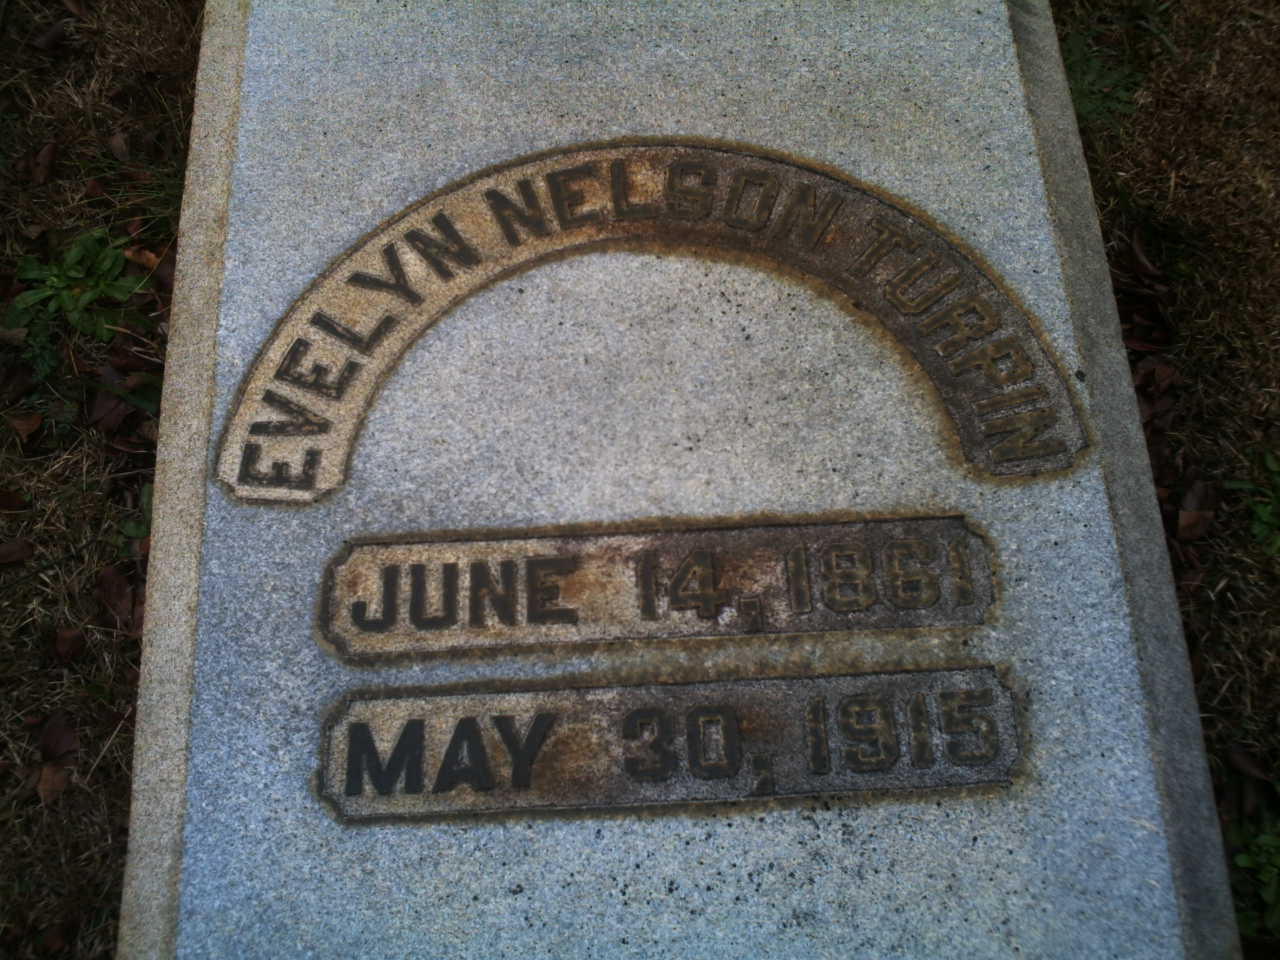 EVELYN NELSON TURPIN
JUNE 14, 1861
MAY 30, 1915